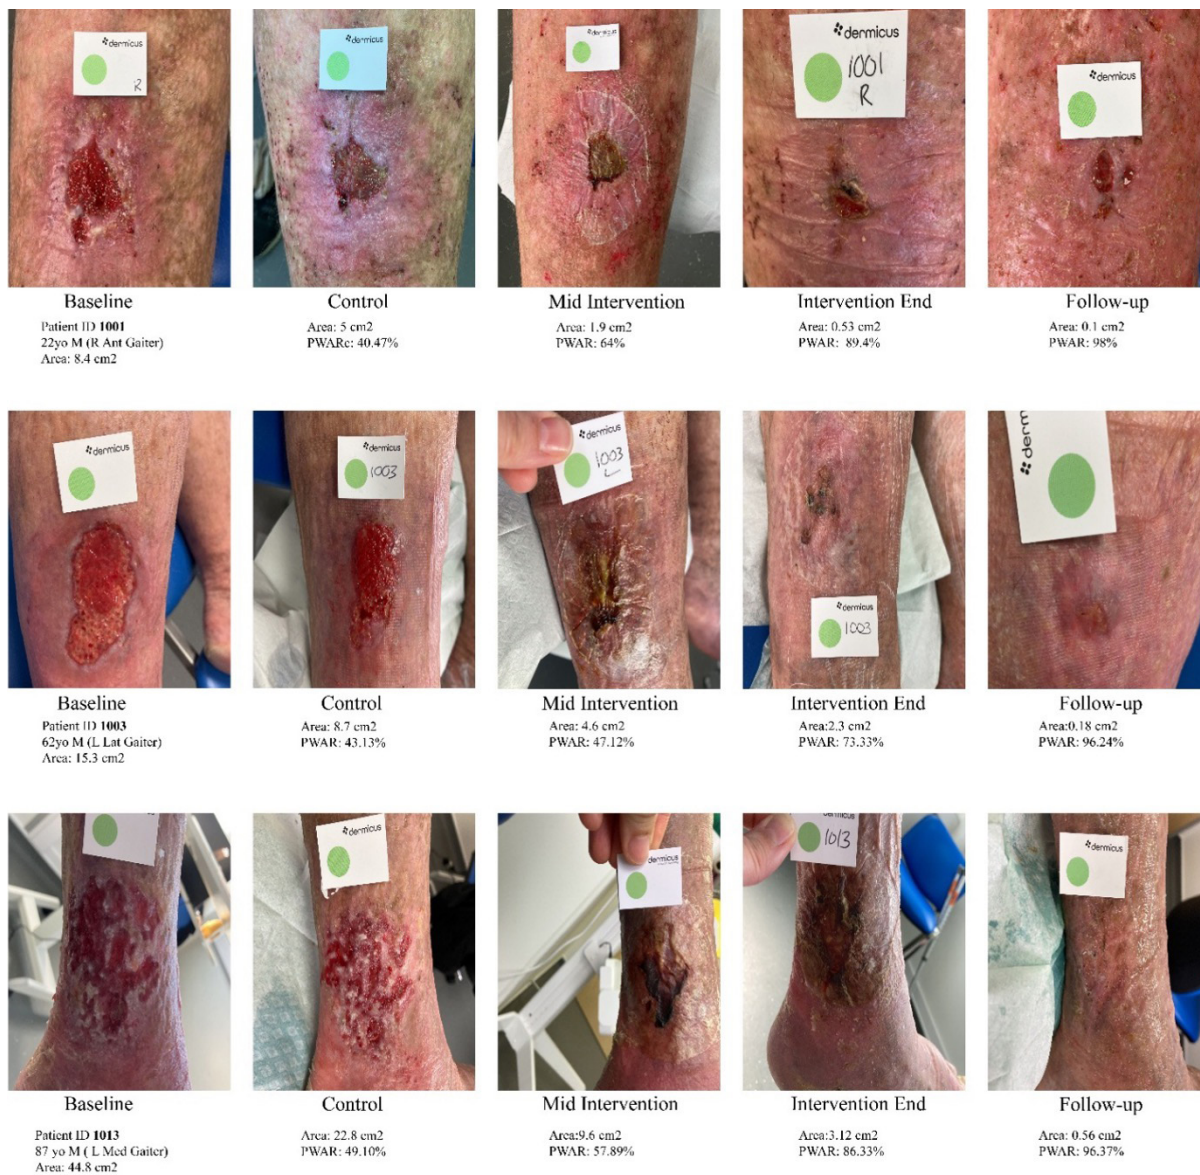 dermicus
R
dermicus
dermicus
1001
R
dermicus
Baseline
Control
Mid Intervention
Intervention End
Follow-up
Patient ID 1001
22yo M (R Ant Gaiter)
Area: 8.4 cm2
Area: 5 cm2
PWARc: 40.47%
Area: 1.9 cm2
PWAR: 64%
Area: 0.53 cm2
PWAR: 89.4%
Area: 0.1 cm2
PWAR: 98%
dermicus
dermicus
1003
dermicus
1003
L
dermicus
1003
dermicus
Baseline
Control
Mid Intervention
Intervention End
Follow-up
Patient ID 1003
62yo M (L Lat Gaiter)
Area: 15.3 cm2
Area: 8.7 cm2
PWAR: 43.13%
Area: 4.6 cm2
PWAR: 47.12%
Area:2.3 cm2
PWAR: 73.33%
Area:0.18 cm2
PWAR: 96.24%
dermicus
dermicus
dermicus
1013
dermicus
Baseline
Control
Mid Intervention
Intervention End
Follow-up
Patient ID 1013
87 yo M ( L Med Gaiter)
Area: 44.8 cm2
Area: 22.8 cm2
PWAR: 49.10%
Area:9.6 cm2
PWAR: 57.89%
Area:3.12 cm2
PWAR: 86.33%
Area: 0.56 cm2
PWAR: 96.37%